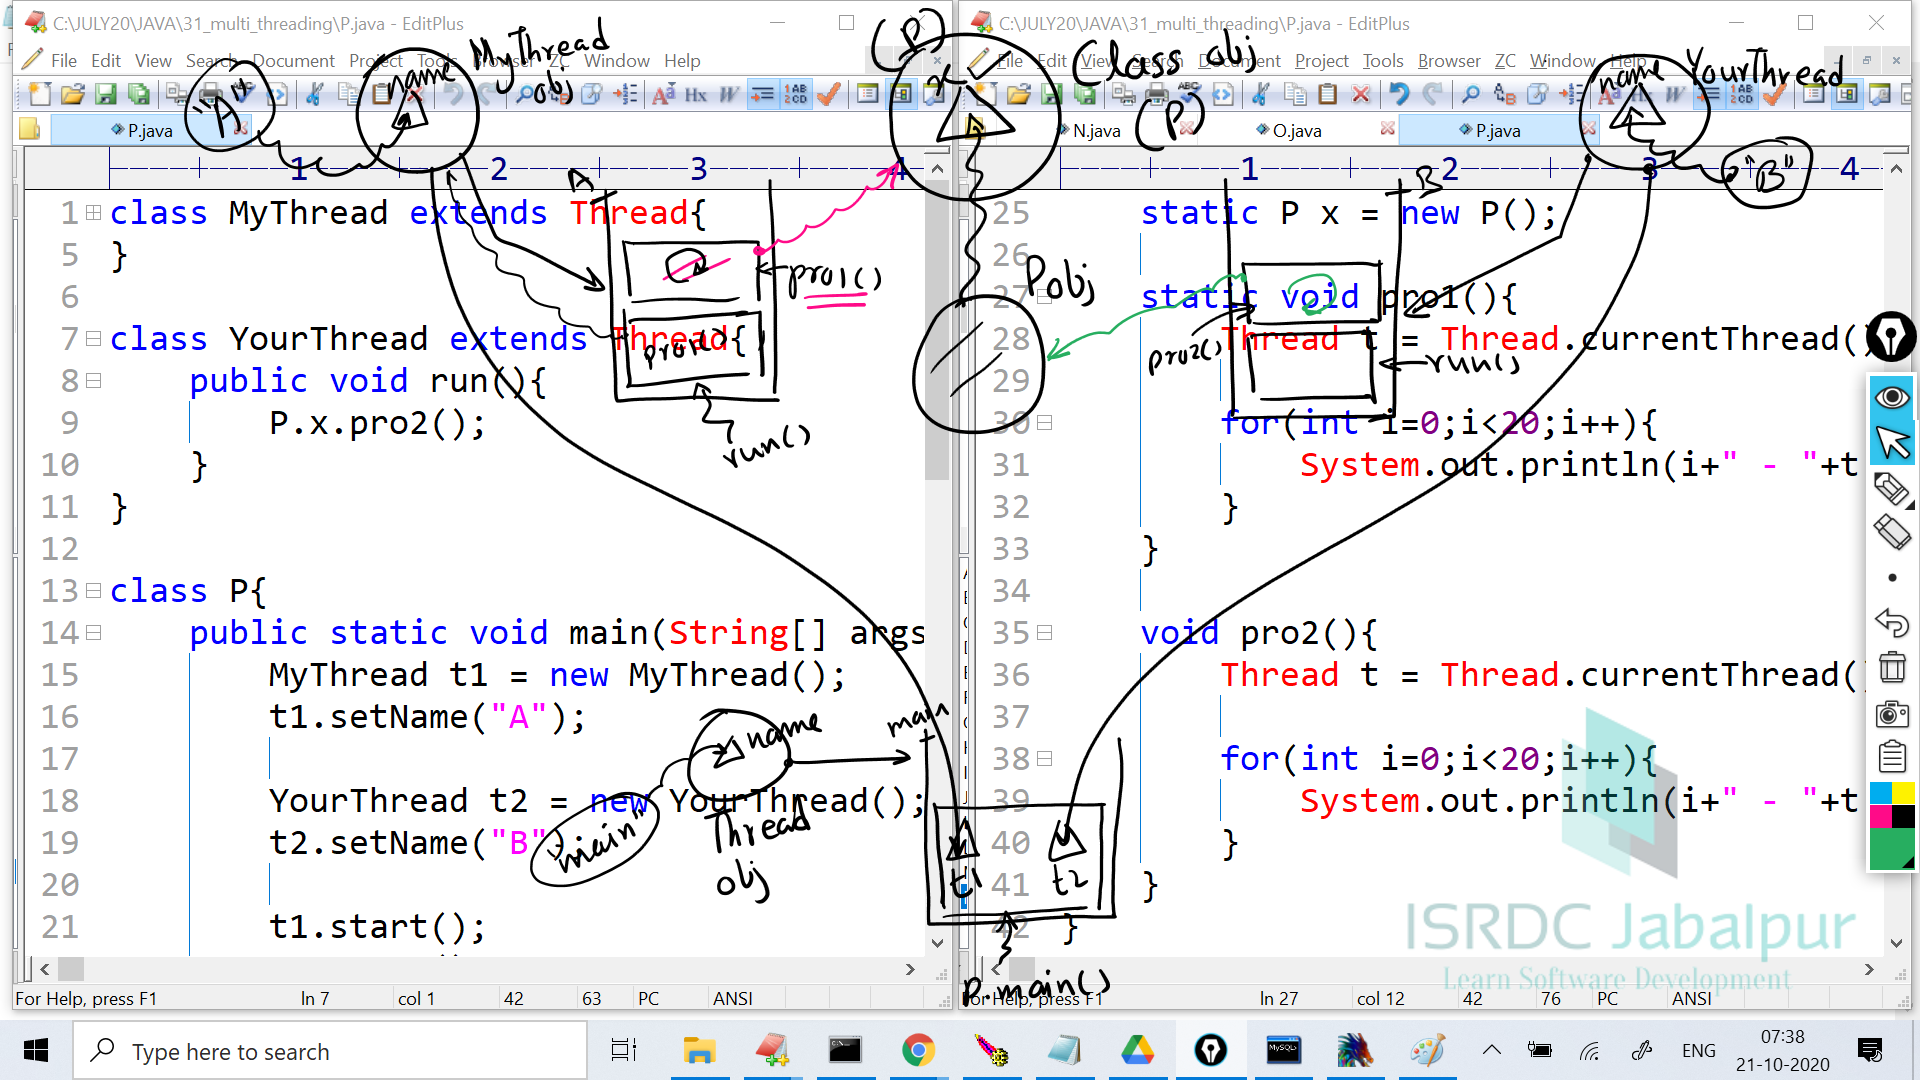 C:\JULY20\JAVA\31_multi_threading\P.java - EditPlus
File Edit View Search Document Project Tools Browser ZC Window Help
P.java
1 2 3 4
1 class MyThread extends Thread{
5 }
6
7 class YourThread extends Thread{
8 public void run(){
9 P.x.pro2();
10 }
11 }
12
13 class P{
14 public static void main(String[] args
15 MyThread t1 = new MyThread();
16 t1.setName("A");
17
18 YourThread t2 = new YourThread();
19 t2.setName("B");
20
21 t1.start();
For Help, press F1 ln 7 col 1 42 63 PC ANSI
C:\JULY20\JAVA\31_multi_threading\P.java - EditPlus
File Edit View Search Document Project Tools Browser ZC Window Help
N.java O.java P.java
1 2 3 4
25 static P x = new P();
26
27 static void pro1(){
28 Thread t = Thread.currentThread()
29
30 for(int i=0;i<20;i++){
31 System.out.println(i+" - "+t
32 }
33 }
34
35 void pro2(){
36 Thread t = Thread.currentThread(
37
38 for(int i=0;i<20;i++){
39 System.out.println(i+" - "+t
40 }
41 }
42 }
For Help, press F1 ln 27 col 12 42 76 PC ANSI
"A"
name
MyThread
obj
A
pro1()
pro1()
run()
(P)
x
Class obj
(P)
P obj
name
YourThread
"B"
B
pro2()
run()
name
main
"main"
Thread
obj
t1 t2
P.main()
ISRDC Jabalpur
Learn Software Development
Type here to search
ENG
07:38
21-10-2020